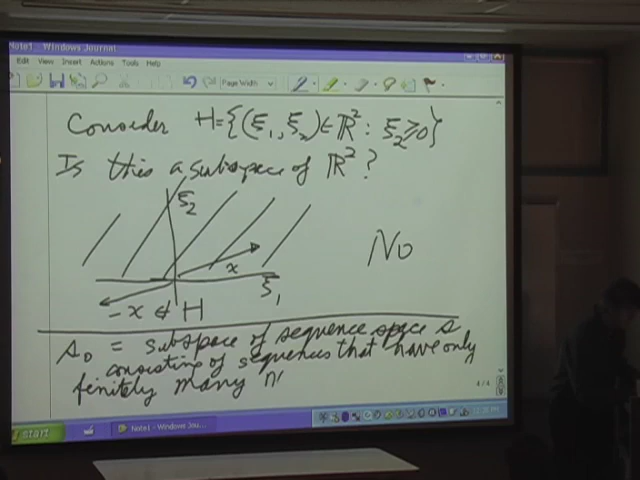 Note1 - Windows Journal
Edit View Insert Actions Tools Help
Page Width
Consider H={(ξ₁,ξ₂)∈ℝ²: ξ₂≥0}
Is this a subspace of ℝ²?
ξ₂
x
No
ξ₁
-x ∉ H
s₀ = subspace of sequence space s
consisting of sequences that have only
finitely many n
4/4
start
Note1 - Windows Jou...